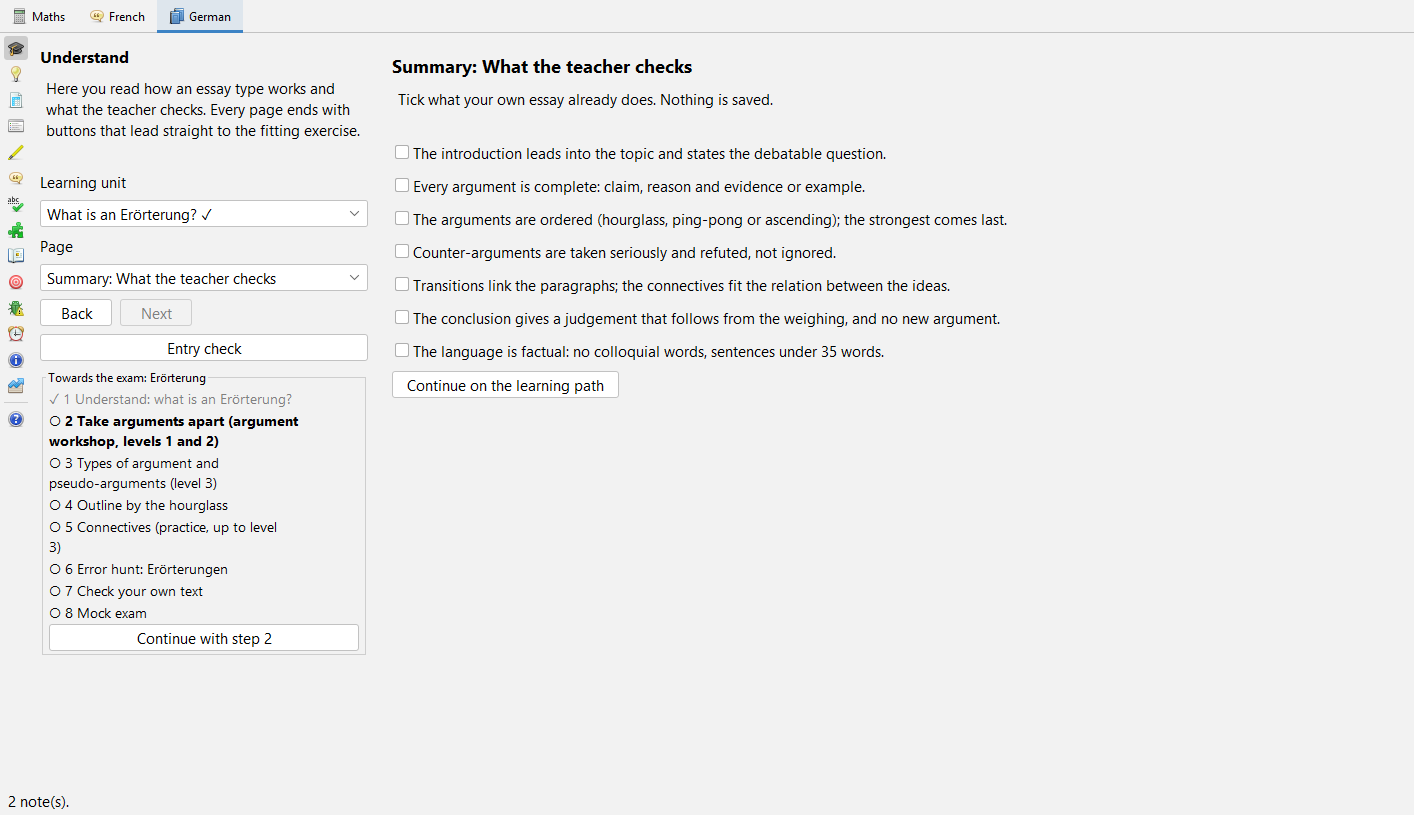 Maths
French
German
Understand
Here you read how an essay type works and
what the teacher checks. Every page ends with
buttons that lead straight to the fitting exercise.
Learning unit
What is an Erörterung? ✓
Page
Summary: What the teacher checks
Back
Next
Entry check
Towards the exam: Erörterung
✓ 1 Understand: what is an Erörterung?
○ 2 Take arguments apart (argument
workshop, levels 1 and 2)
○ 3 Types of argument and
pseudo-arguments (level 3)
○ 4 Outline by the hourglass
○ 5 Connectives (practice, up to level
3)
○ 6 Error hunt: Erörterungen
○ 7 Check your own text
○ 8 Mock exam
Continue with step 2
Summary: What the teacher checks
Tick what your own essay already does. Nothing is saved.
The introduction leads into the topic and states the debatable question.
Every argument is complete: claim, reason and evidence or example.
The arguments are ordered (hourglass, ping-pong or ascending); the strongest comes last.
Counter-arguments are taken seriously and refuted, not ignored.
Transitions link the paragraphs; the connectives fit the relation between the ideas.
The conclusion gives a judgement that follows from the weighing, and no new argument.
The language is factual: no colloquial words, sentences under 35 words.
Continue on the learning path
2 note(s).